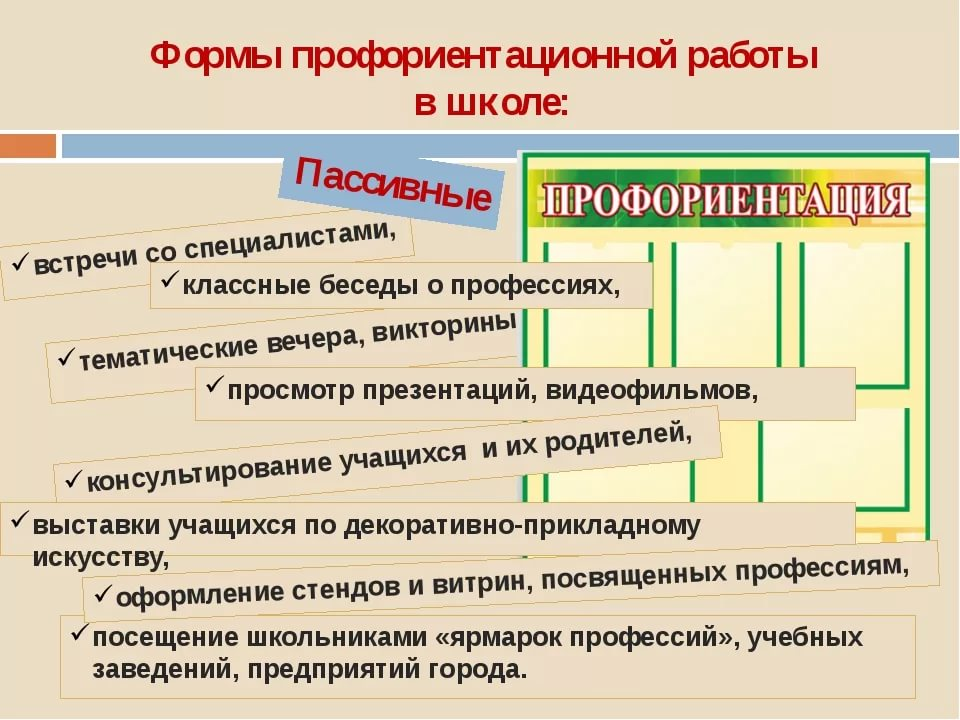 Формы профориентационной работы
в школе:
Пассивные
ПРОФОРИЕНТАЦИЯ
встречи со специалистами,
классные беседы о профессиях,
тематические вечера, викторины
просмотр презентаций, видеофильмов,
консультирование учащихся и их родителей,
выставки учащихся по декоративно-прикладному
искусству,
оформление стендов и витрин, посвященных профессиям,
посещение школьниками «ярмарок профессий», учебных
заведений, предприятий города.